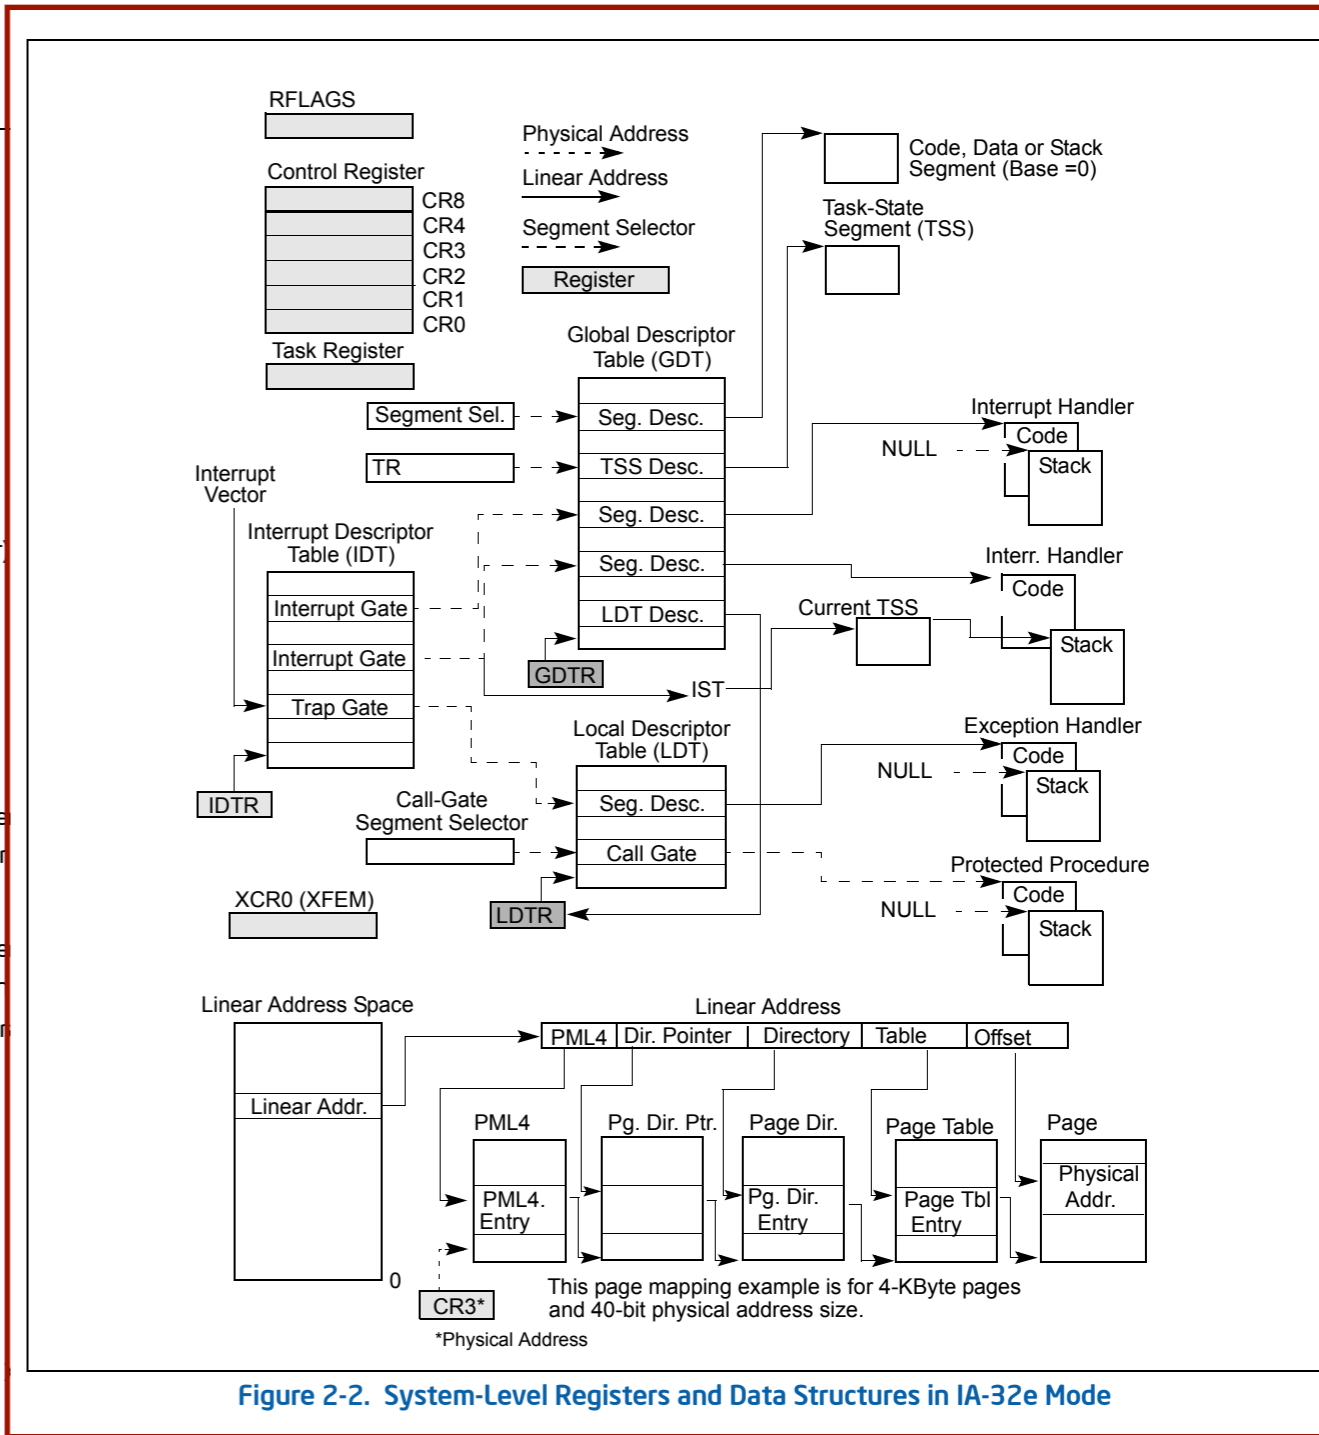 RFLAGS
Control Register
CR8
CR4
CR3
CR2
CR1
CR0
Task Register
Physical Address
Linear Address
Segment Selector
Register
Code, Data or Stack
Segment (Base =0)
Task-State
Segment (TSS)
Global Descriptor
Table (GDT)
Segment Sel.
Seg. Desc.
TR
TSS Desc.
Seg. Desc.
Seg. Desc.
LDT Desc.
GDTR
Interrupt
Vector
Interrupt Descriptor
Table (IDT)
Interrupt Gate
Interrupt Gate
Trap Gate
IDTR
Interrupt Handler
Code
NULL
Stack
Interr. Handler
Code
Current TSS
Stack
IST
Local Descriptor
Table (LDT)
Seg. Desc.
Call Gate
Call-Gate
Segment Selector
LDTR
Exception Handler
Code
NULL
Stack
Protected Procedure
Code
NULL
Stack
XCR0 (XFEM)
Linear Address Space
Linear Addr.
0
Linear Address
PML4 Dir. Pointer Directory Table Offset
PML4
PML4.
Entry
Pg. Dir. Ptr.
Page Dir.
Pg. Dir.
Entry
Page Table
Page Tbl
Entry
Page
Physical
Addr.
CR3*
*Physical Address
This page mapping example is for 4-KByte pages
and 40-bit physical address size.
Figure 2-2. System-Level Registers and Data Structures in IA-32e Mode